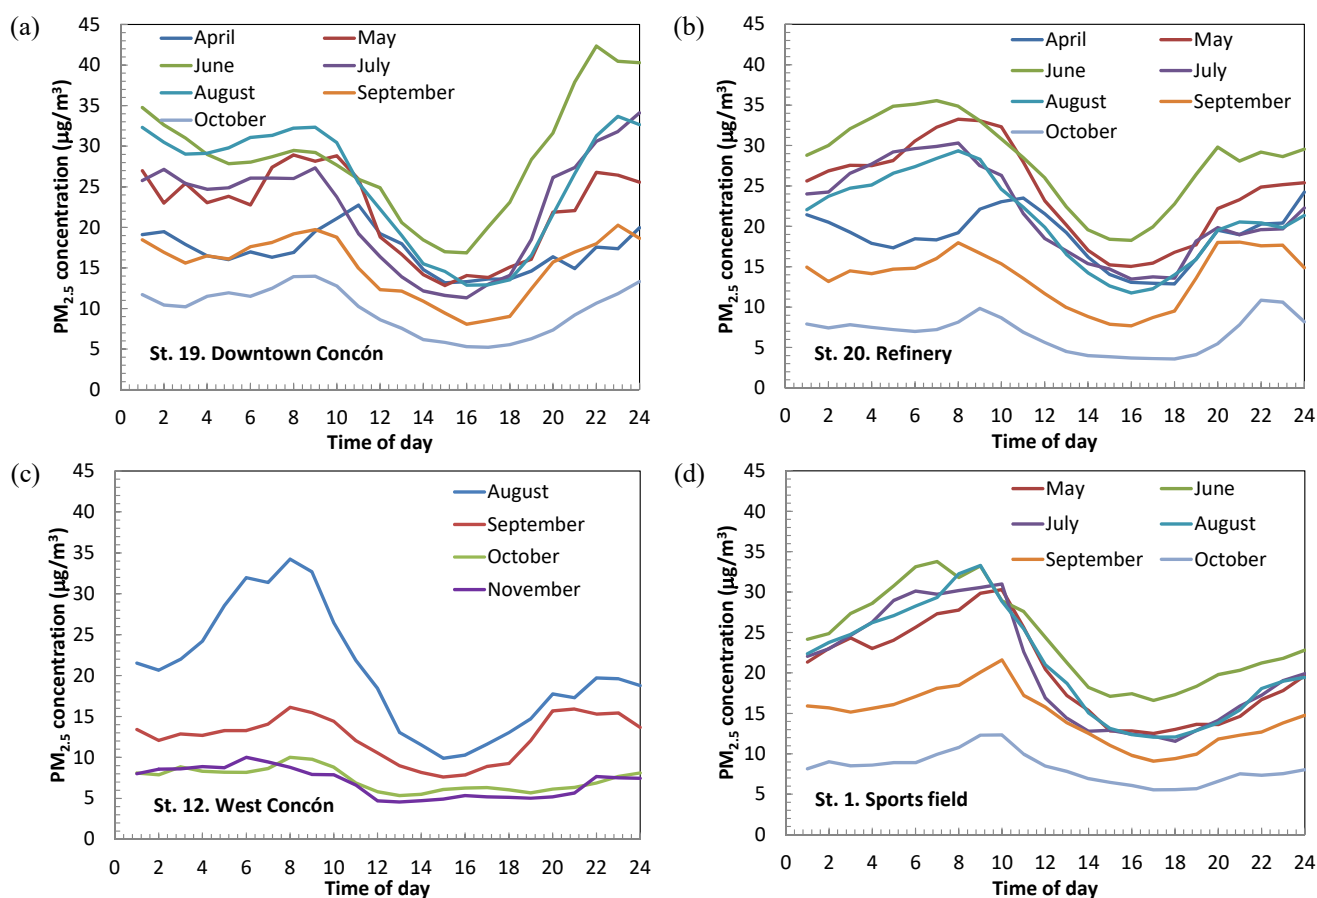 (a)
PM2.5 concentration (µg/m³)
45
40
35
30
25
20
15
10
5
0
April May
June July
August September
October
St. 19. Downtown Concón
0 2 4 6 8 10 12 14 16 18 20 22 24
Time of day
(b)
PM2.5 concentration (µg/m³)
45
40
35
30
25
20
15
10
5
0
April May
June July
August September
October
St. 20. Refinery
0 2 4 6 8 10 12 14 16 18 20 22 24
Time of day
(c)
PM2.5 concentration (µg/m³)
45
40
35
30
25
20
15
10
5
0
August
September
October
November
St. 12. West Concón
0 2 4 6 8 10 12 14 16 18 20 22 24
Time of day
(d)
PM2.5 concentration (µg/m³)
45
40
35
30
25
20
15
10
5
0
May June
July August
September October
St. 1. Sports field
0 2 4 6 8 10 12 14 16 18 20 22 24
Time of day